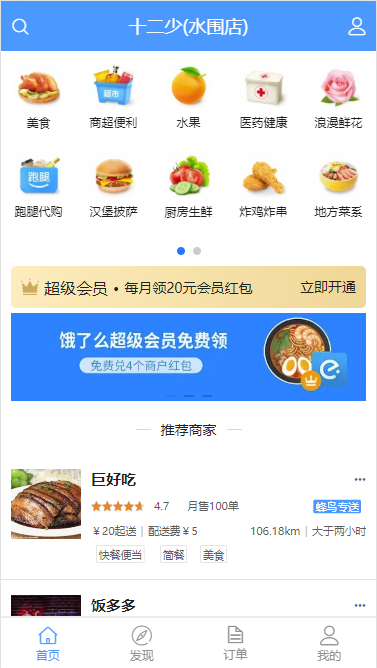 十二少(水围店)
超市
美食 商超便利 水果 医药健康 浪漫鲜花
跑腿
跑腿代购 汉堡披萨 厨房生鲜 炸鸡炸串 地方菜系
超级会员 • 每月领20元会员红包 立即开通
饿了么超级会员免费领
免费兑4个商户红包
推荐商家
巨好吃
4.7 月售100单 蜂鸟专送
¥20起送 | 配送费¥5 106.18km | 大于两小时
快餐便当 简餐 美食
饭多多
首页 发现 订单 我的